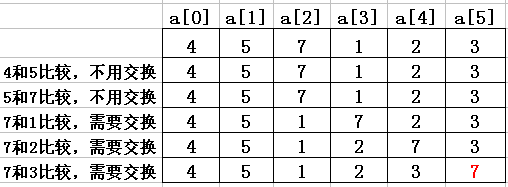 a[0] a[1] a[2] a[3] a[4] a[5]
4 5 7 1 2 3
4和5比较，不用交换 4 5 7 1 2 3
5和7比较，不用交换 4 5 7 1 2 3
7和1比较，需要交换 4 5 1 7 2 3
7和2比较，需要交换 4 5 1 2 7 3
7和3比较，需要交换 4 5 1 2 3 7